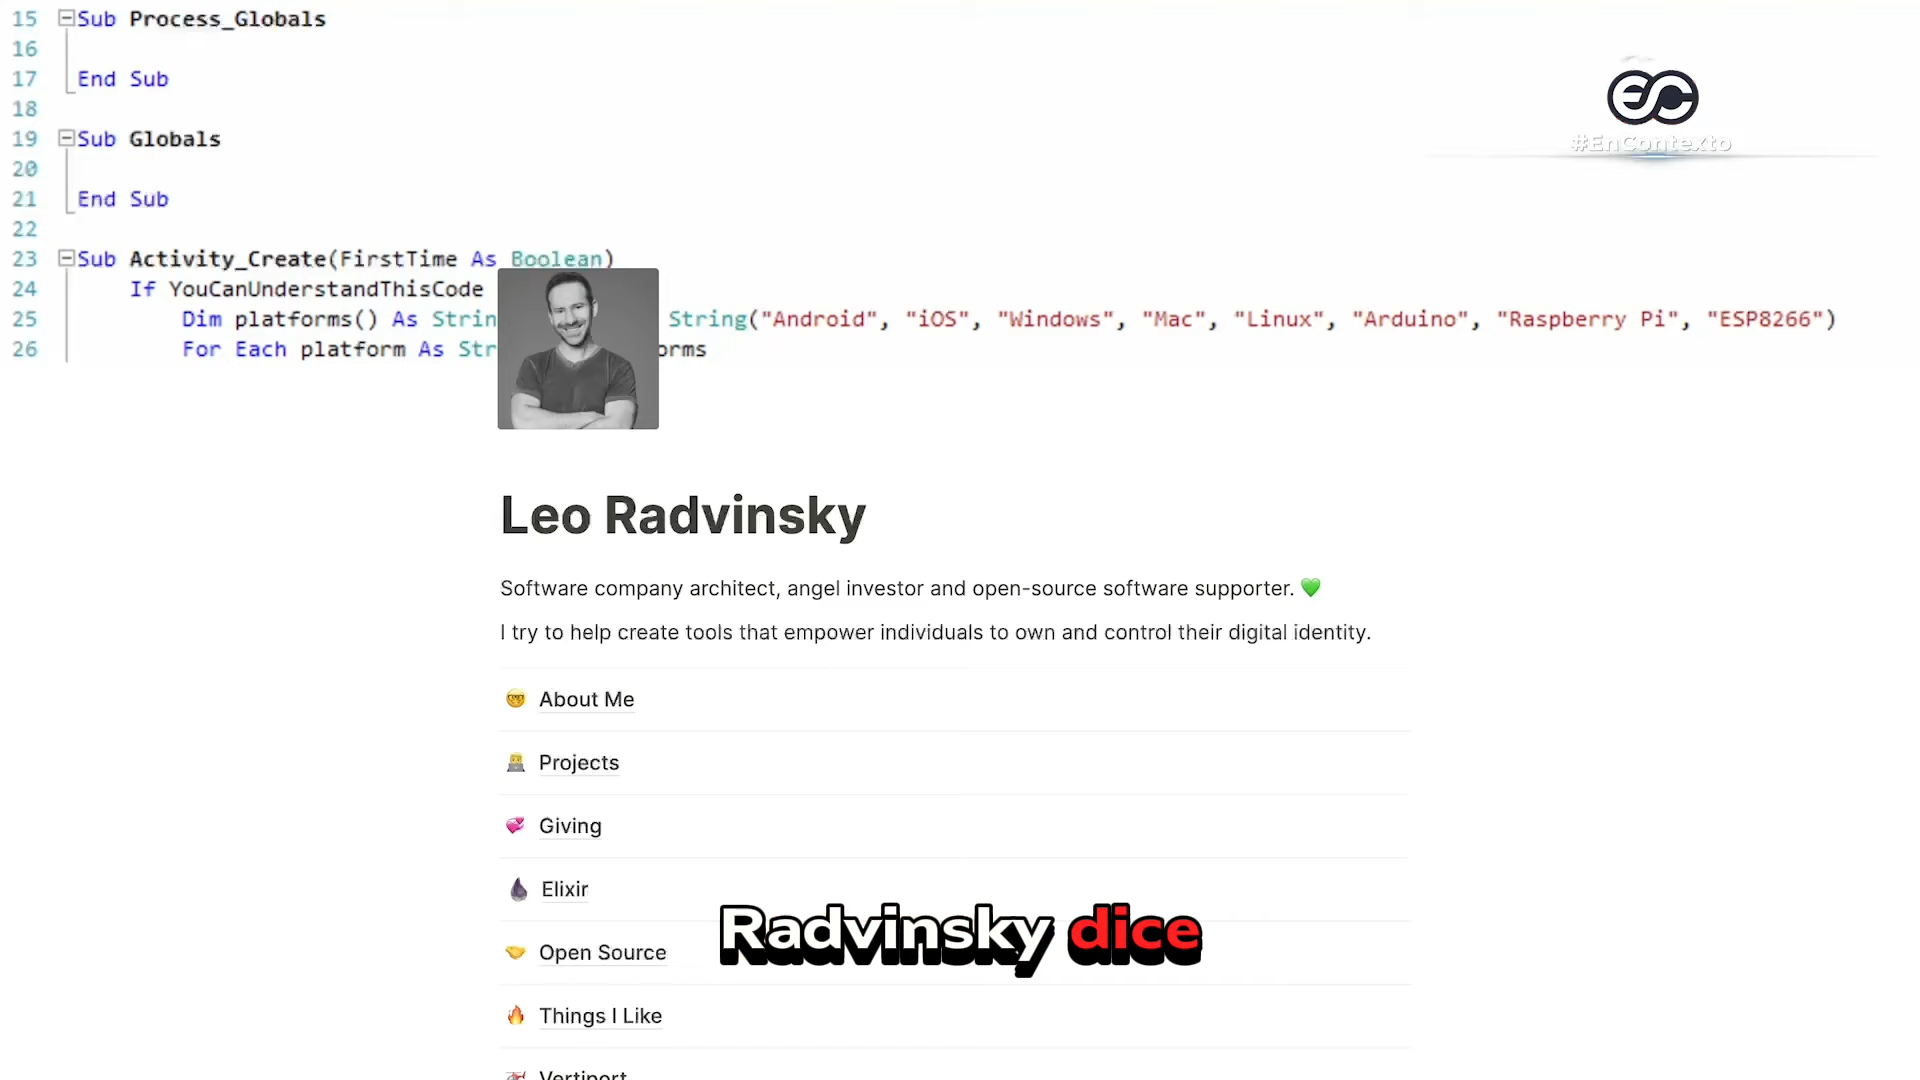 15 Sub Process_Globals
16
17 End Sub
18
19 Sub Globals
20
21 End Sub
22
23 Sub Activity_Create(FirstTime As Boolean)
24 If YouCanUnderstandThisCode
25 Dim platforms() As Strin String("Android", "iOS", "Windows", "Mac", "Linux", "Arduino", "Raspberry Pi", "ESP8266")
26 For Each platform As Str orms
EC
#EnContexto
Leo Radvinsky
Software company architect, angel investor and open-source software supporter. 💚
I try to help create tools that empower individuals to own and control their digital identity.
About Me
Projects
Giving
Elixir
Open Source
Things I Like
Vertiport
Radvinsky dice